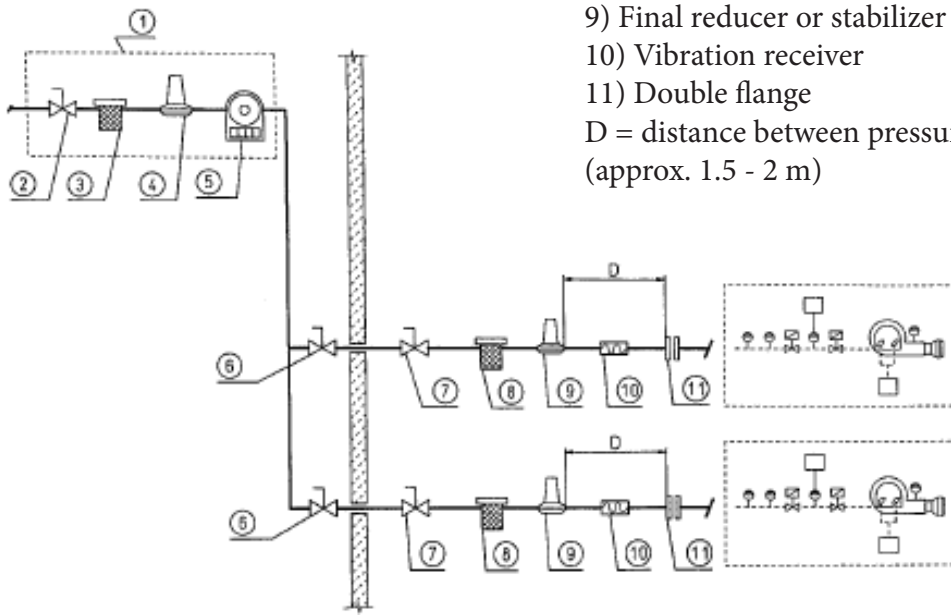 9) Final reducer or stabilizer
10) Vibration receiver
11) Double flange
D = distance between
(approx. 1.5 - 2 m)
1
2
3
4
5
D
6
7
8
9
10
11
D
6
7
8
9
10
11